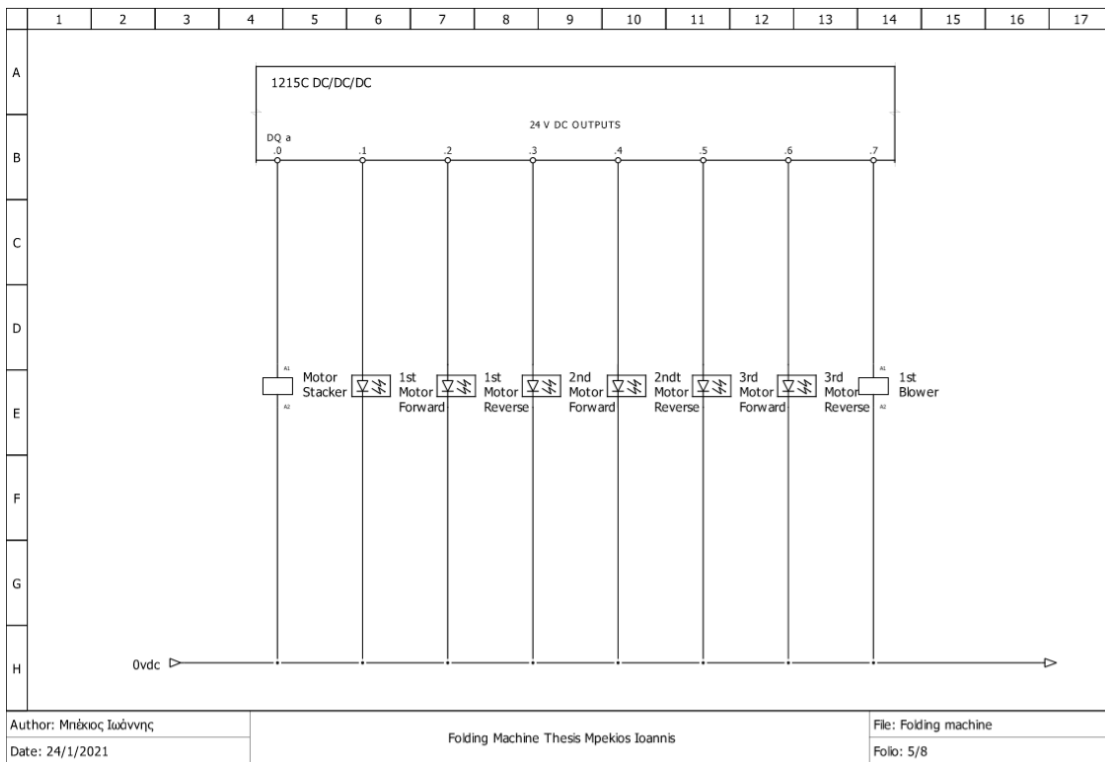 1 2 3 4 5 6 7 8 9 10 11 12 13 14 15 16 17
A
1215C DC/DC/DC
24 V DC OUTPUTS
DQ a
B
.0 .1 .2 .3 .4 .5 .6 .7
C
D
A1 A1
Motor 1st 1st 2nd 2ndt 3rd 3rd 1st
Stacker Motor Motor Motor Motor Motor Motor Blower
Forward Reverse Forward Reverse Forward Reverse
A2 A2
E
F
G
H
0vdc
Author: Μπέκιος Ιωάννης
Date: 24/1/2021
Folding Machine Thesis Mpekios Ioannis
File: Folding machine
Folio: 5/8